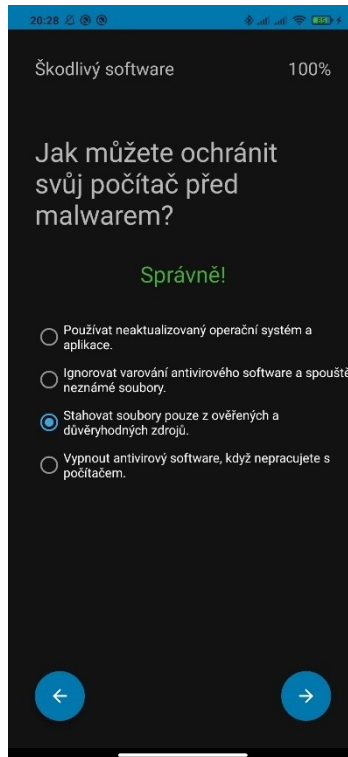 20:28
Škodlivý software 100%
Jak můžete ochránit
svůj počítač před
malwarem?
Správně!
Používat neaktualizovaný operační systém a
aplikace.
Ignorovat varování antivirového software a spouště
neznámé soubory.
Stahovat soubory pouze z ověřených a
důvěryhodných zdrojů.
Vypnout antivirový software, když nepracujete s
počítačem.